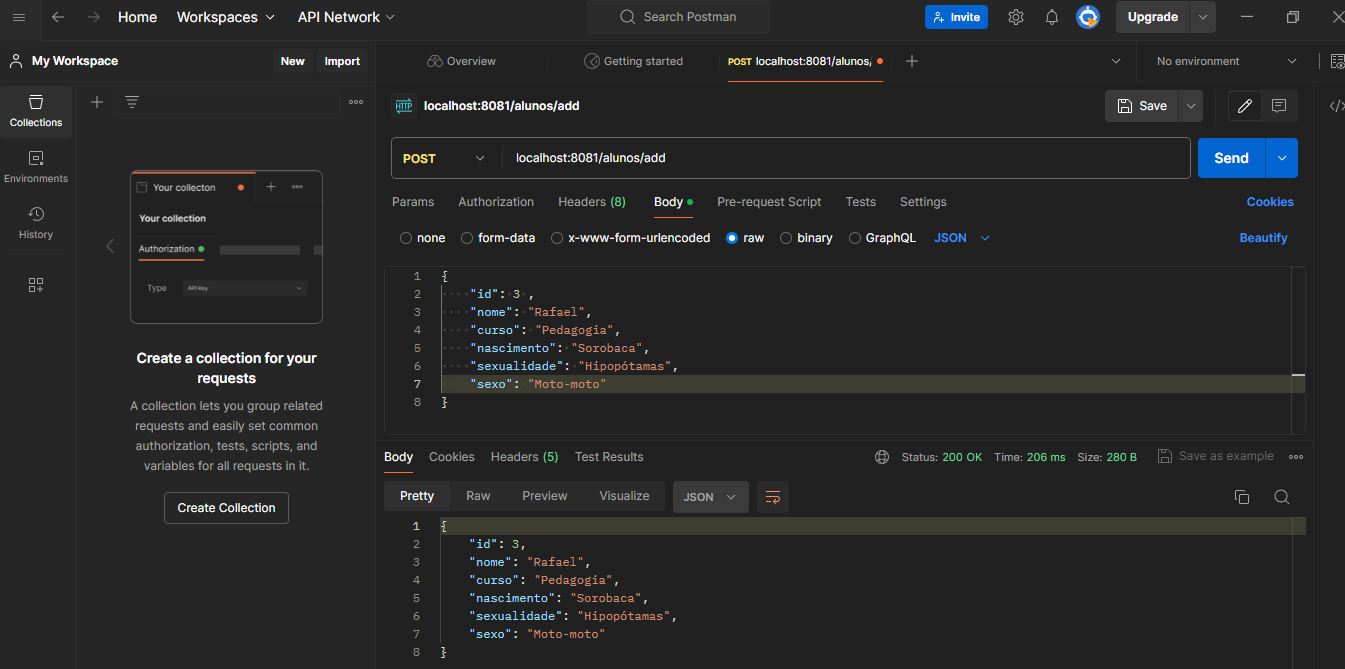 Home Workspaces API Network Search Postman Invite Upgrade
My Workspace New Import Overview Getting started POST localhost:8081/alunos/ No environment
Collections
Environments
History
Your collecton
Your collection
Authorization
Type API Key
Create a collection for your
requests
A collection lets you group related
requests and easily set common
authorization, tests, scripts, and
variables for all requests in it.
Create Collection
HTTP localhost:8081/alunos/add Save
POST localhost:8081/alunos/add Send
Params Authorization Headers (8) Body Pre-request Script Tests Settings Cookies
none form-data x-www-form-urlencoded raw binary GraphQL JSON Beautify
1 {
2 "id": 3 ,
3 "nome": "Rafael",
4 "curso": "Pedagogia",
5 "nascimento": "Sorobaca",
6 "sexualidade": "Hipopótamas",
7 "sexo": "Moto-moto"
8 }
Body Cookies Headers (5) Test Results Status: 200 OK Time: 206 ms Size: 280 B Save as example
Pretty Raw Preview Visualize JSON
1 {
2 "id": 3,
3 "nome": "Rafael",
4 "curso": "Pedagogia",
5 "nascimento": "Sorobaca",
6 "sexualidade": "Hipopótamas",
7 "sexo": "Moto-moto"
8 }